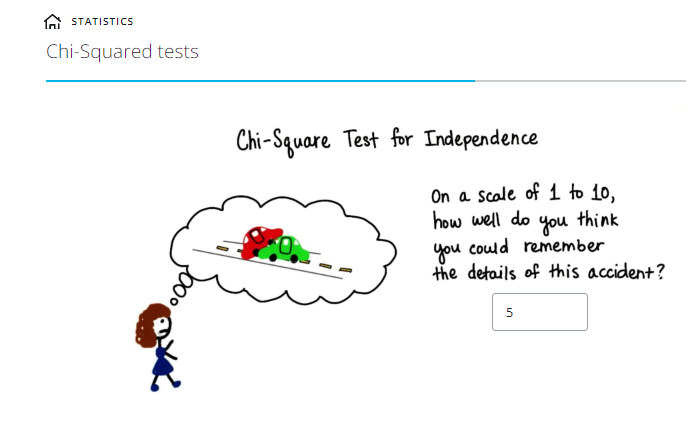 STATISTICS
Chi-Squared tests
Chi-Square Test for Independence
On a scale of 1 to 10,
how well do you think
you could remember
the details of this accident?
5